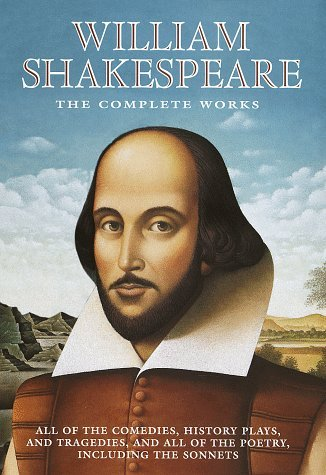 WILLIAM
SHAKESPEARE
THE COMPLETE WORKS
ALL OF THE COMEDIES, HISTORY PLAYS,
AND TRAGEDIES, AND ALL OF THE POETRY,
INCLUDING THE SONNETS